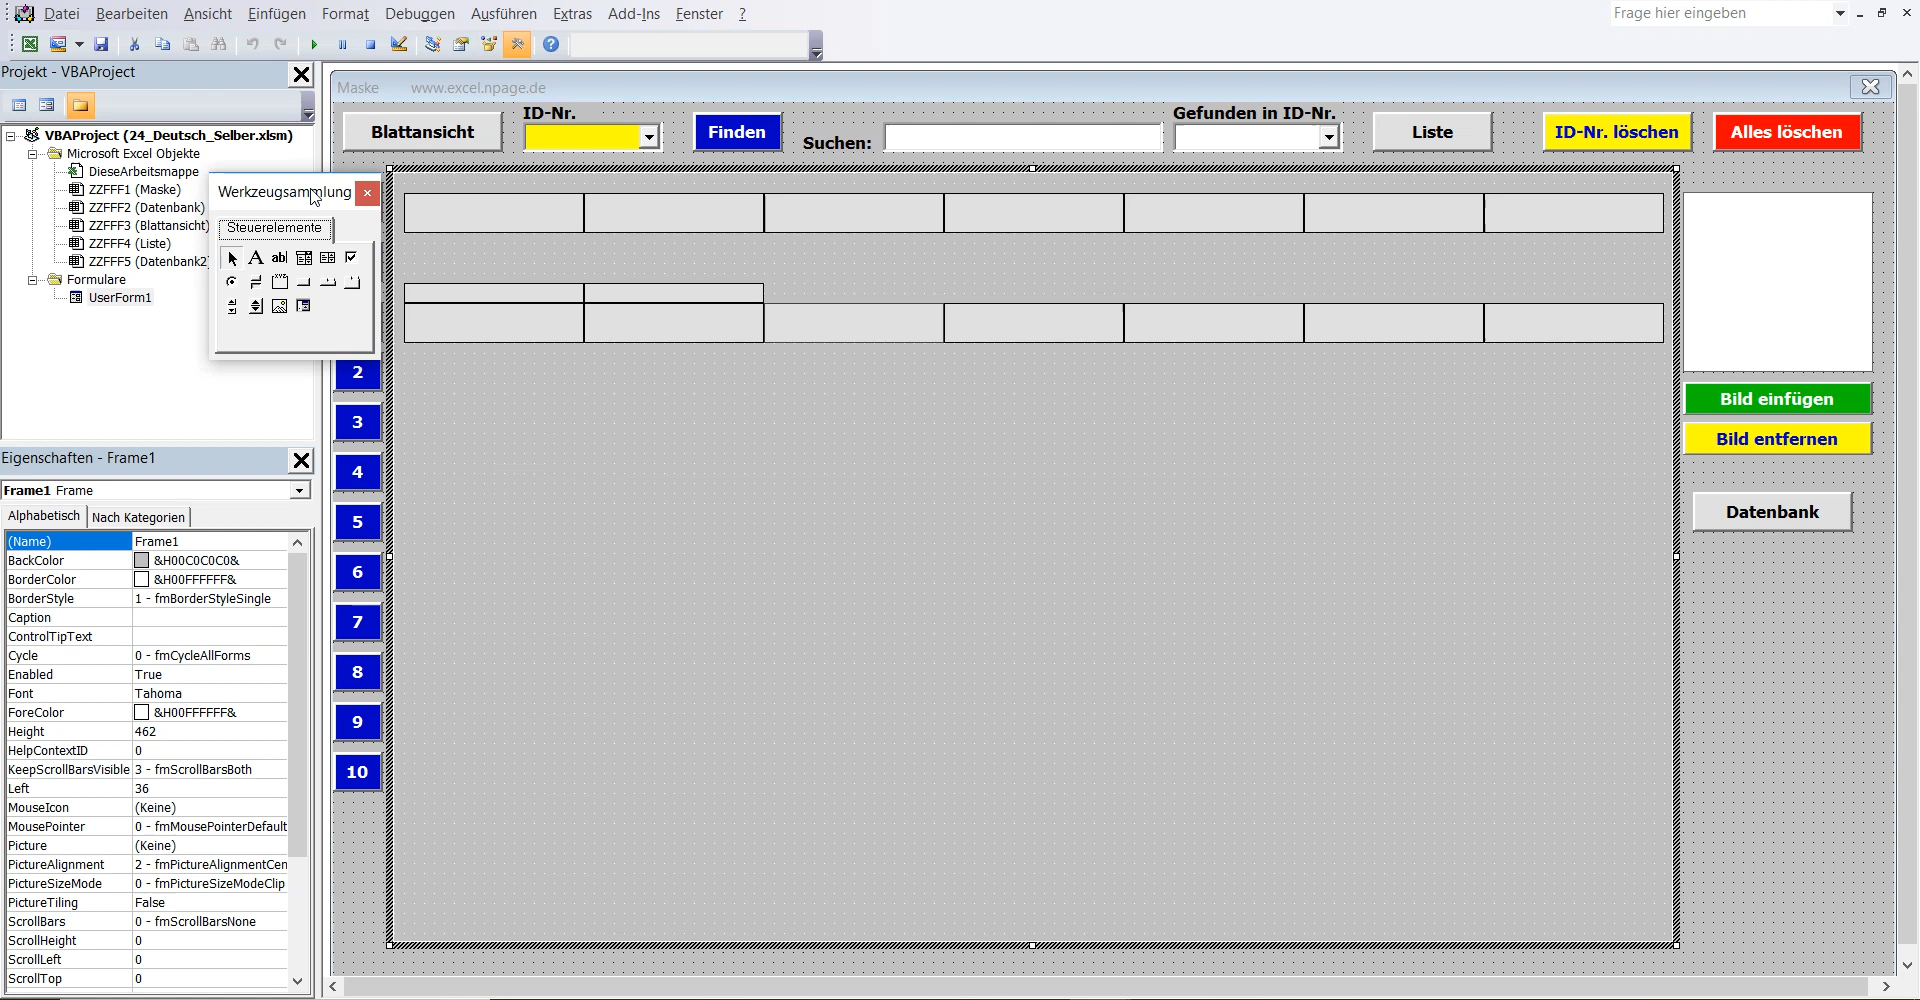 Datei Bearbeiten Ansicht Einfügen Format Debuggen Ausführen Extras Add-Ins Fenster ?
Frage hier eingeben
Projekt - VBAProject
VBAProject (24_Deutsch_Selber.xlsm)
Microsoft Excel Objekte
DieseArbeitsmappe
ZZFFF1 (Maske)
ZZFFF2 (Datenbank)
ZZFFF3 (Blattansicht)
ZZFFF4 (Liste)
ZZFFF5 (Datenbank2
Formulare
UserForm1
Werkzeugsammlung
Steuerelemente
A ab|
XYZ
Eigenschaften - Frame1
Frame1 Frame
Alphabetisch Nach Kategorien
(Name) Frame1
BackColor &H00C0C0C0&
BorderColor &H00FFFFFF&
BorderStyle 1 - fmBorderStyleSingle
Caption
ControlTipText
Cycle 0 - fmCycleAllForms
Enabled True
Font Tahoma
ForeColor &H00FFFFFF&
Height 462
HelpContextID 0
KeepScrollBarsVisible 3 - fmScrollBarsBoth
Left 36
MouseIcon (Keine)
MousePointer 0 - fmMousePointerDefault
Picture (Keine)
PictureAlignment 2 - fmPictureAlignmentCen
PictureSizeMode 0 - fmPictureSizeModeClip
PictureTiling False
ScrollBars 0 - fmScrollBarsNone
ScrollHeight 0
ScrollLeft 0
ScrollTop 0
Maske www.excel.npage.de
Blattansicht
ID-Nr.
Finden
Suchen:
Gefunden in ID-Nr.
Liste
ID-Nr. löschen
Alles löschen
2
3
4
5
6
7
8
9
10
Bild einfügen
Bild entfernen
Datenbank